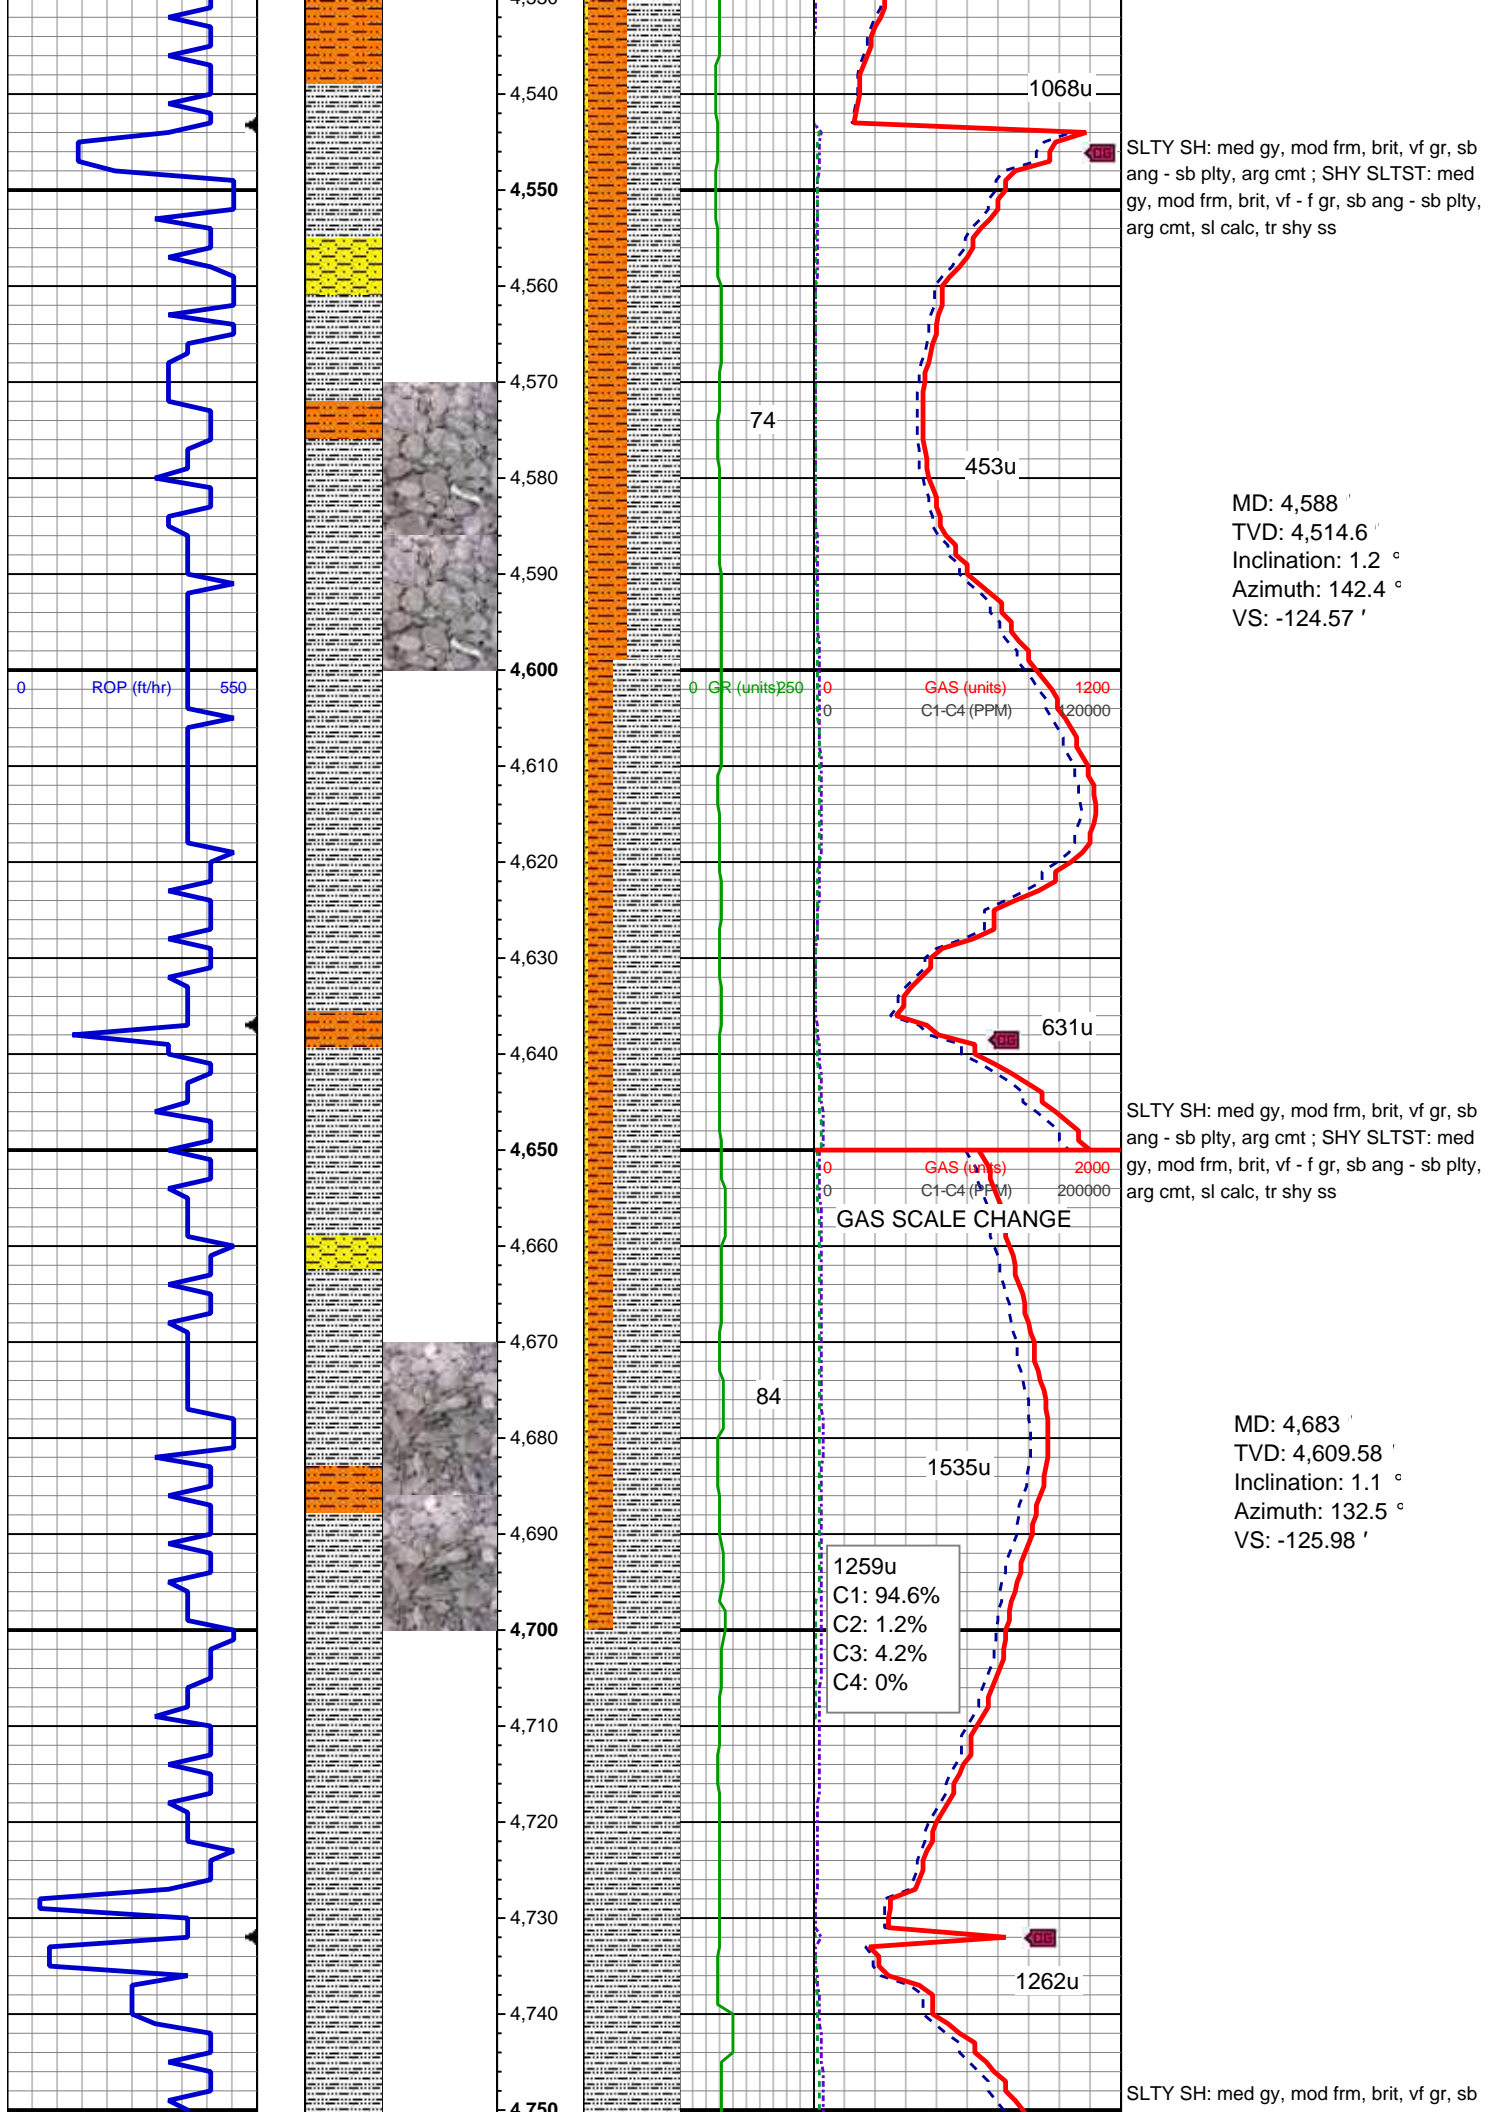 4,540
1068u
CG
SLTY SH: med gy, mod frm, brit, vf gr, sb
ang - sb plty, arg cmt ; SHY SLTST: med
gy, mod frm, brit, vf - f gr, sb ang - sb plty,
arg cmt, sl calc, tr shy ss
4,550
4,560
4,570
74
453u
4,580
MD: 4,588 '
TVD: 4,514.6 '
Inclination: 1.2 °
Azimuth: 142.4 °
VS: -124.57 '
4,590
4,600
0 ROP (ft/hr) 550
0 GR (units) 250
0 GAS (units) 1200
0 C1-C4 (PPM) 120000
4,610
4,620
4,630
631u
CG
4,640
SLTY SH: med gy, mod frm, brit, vf gr, sb
ang - sb plty, arg cmt ; SHY SLTST: med
gy, mod frm, brit, vf - f gr, sb ang - sb plty,
arg cmt, sl calc, tr shy ss
4,650
0 GAS (units) 2000
0 C1-C4 (PPM) 200000
GAS SCALE CHANGE
4,660
4,670
84
4,680
1535u
MD: 4,683 '
TVD: 4,609.58 '
Inclination: 1.1 °
Azimuth: 132.5 °
VS: -125.98 '
4,690
1259u
C1: 94.6%
C2: 1.2%
C3: 4.2%
C4: 0%
4,700
4,710
4,720
4,730
CG
1262u
4,740
SLTY SH: med gy, mod frm, brit, vf gr, sb
4,750